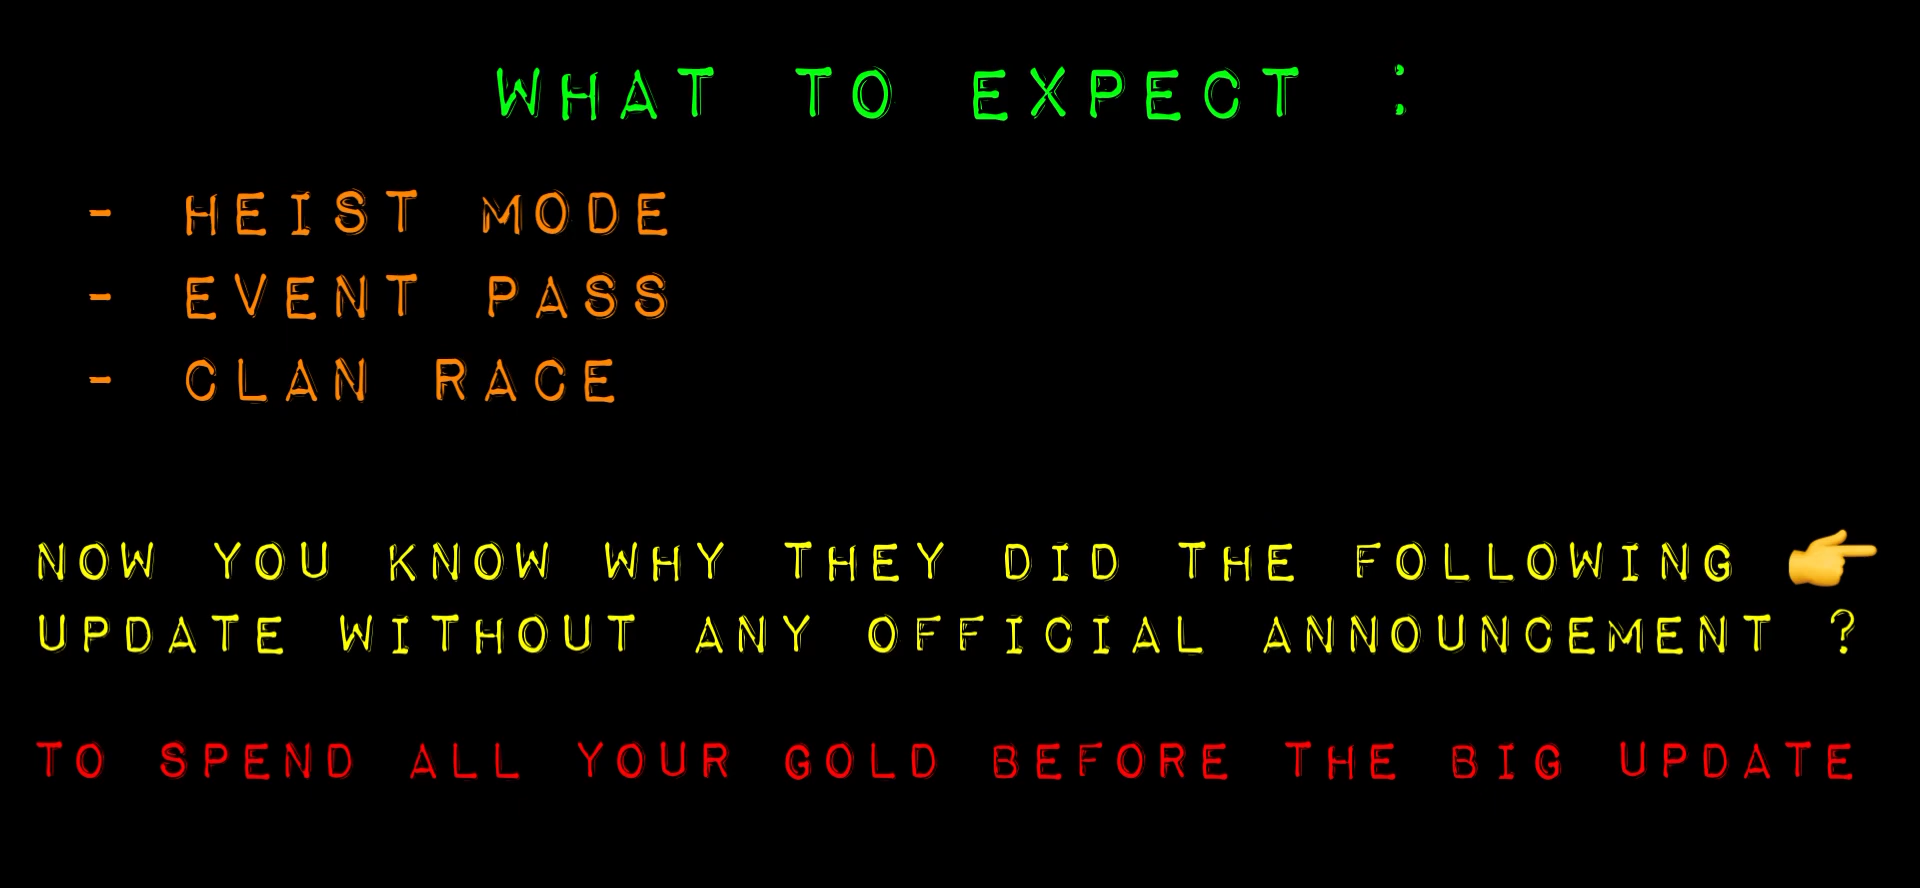 WHAT TO EXPECT :
- HEIST MODE
- EVENT PASS
- CLAN RACE
NOW YOU KNOW WHY THEY DID THE FOLLOWING 👉
UPDATE WITHOUT ANY OFFICIAL ANNOUNCEMENT ?
TO SPEND ALL YOUR GOLD BEFORE THE BIG UPDATE